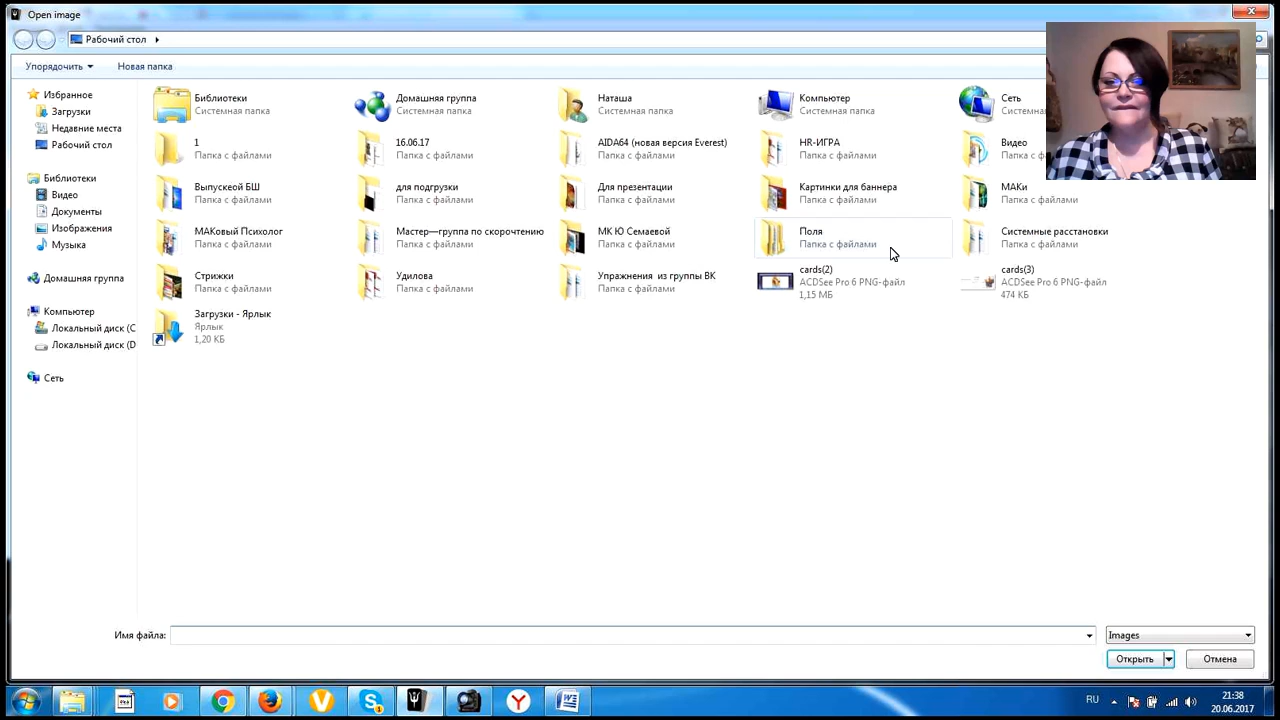 Open image
Рабочий стол
Упорядочить
Новая папка
Избранное
Загрузки
Недавние места
Рабочий стол
Библиотеки
Видео
Документы
Изображения
Музыка
Домашняя группа
Компьютер
Локальный диск (C
Локальный диск (D
Сеть
Библиотеки
Системная папка
Домашняя группа
Системная папка
Наташа
Системная папка
Компьютер
Системная папка
Сеть
Системная
1
Папка с файлами
16.06.17
Папка с файлами
AIDA64 (новая версия Everest)
Папка с файлами
HR-ИГРА
Папка с файлами
Видео
Папка с
Выпускеой БШ
Папка с файлами
для подгрузки
Папка с файлами
Для презентации
Папка с файлами
Картинки для баннера
Папка с файлами
МАКи
Папка с файлами
МАКовый Психолог
Папка с файлами
Мастер—группа по скорочтению
Папка с файлами
МК Ю Семаевой
Папка с файлами
Поля
Папка с файлами
Системные расстановки
Папка с файлами
Стрижки
Папка с файлами
Удилова
Папка с файлами
Упражнения из группы ВК
Папка с файлами
cards(2)
ACDSee Pro 6 PNG-файл
1,15 МБ
cards(3)
ACDSee Pro 6 PNG-файл
474 КБ
Загрузки - Ярлык
Ярлык
1,20 КБ
Имя файла:
Images
Открыть
Отмена
RU
21:38
20.06.2017